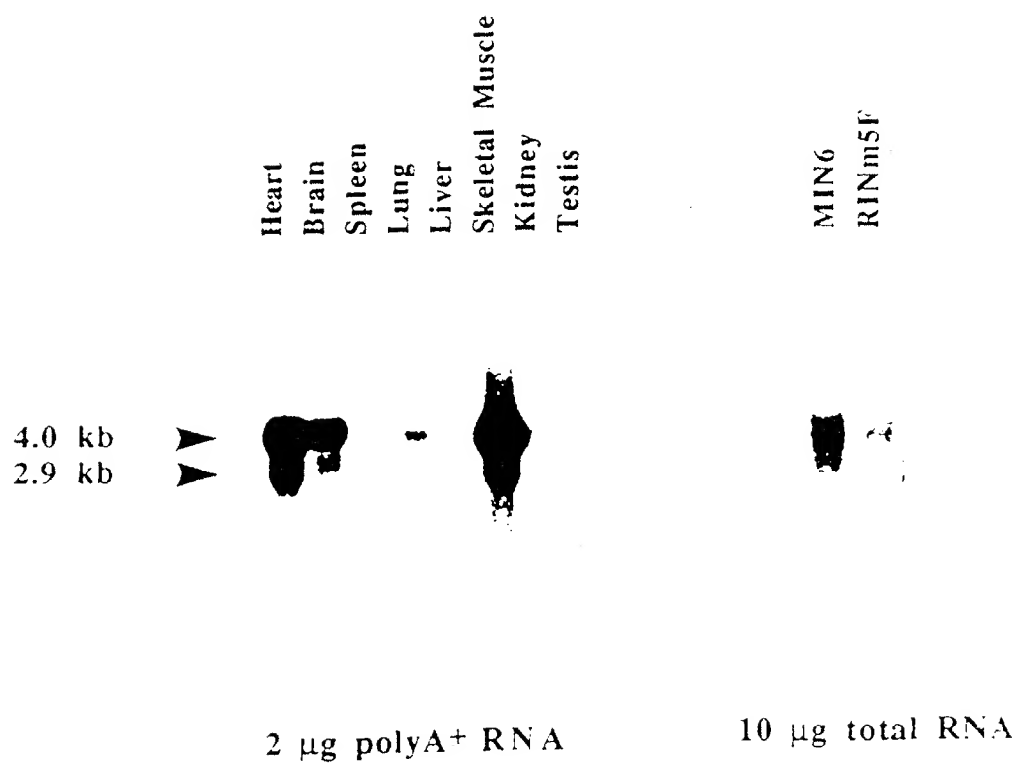 Heart
Brain
Spleen
Lung
Liver
Skeletal Muscle
Kidney
Testis
MIN6
RINm5F
4.0 kb
2.9 kb
2 μg polyA+ RNA
10 μg total RNA